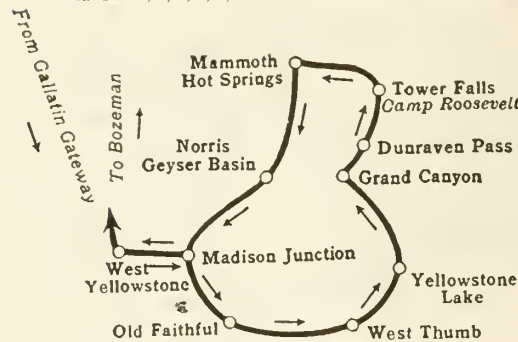 From Gallatin Gateway
To Bozeman
Mammoth
Hot Springs
Tower Falls
Camp Roosevelt
Norris
Geyser Basin
Dunraven Pass
Grand Canyon
West
Yellowstone
Madison Junction
Yellowstone
Lake
Old Faithful
West Thumb